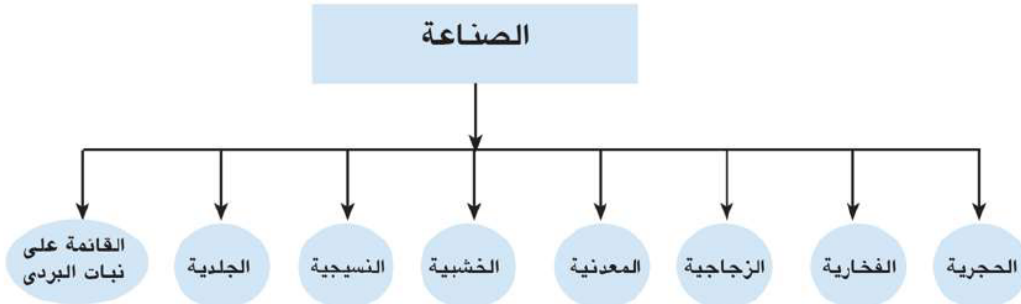 الصناعة
الحجرية
الفخارية
الزجاجية
المعدنية
الخشبية
النسيجية
الجلدية
القائمة على
نبات البردى